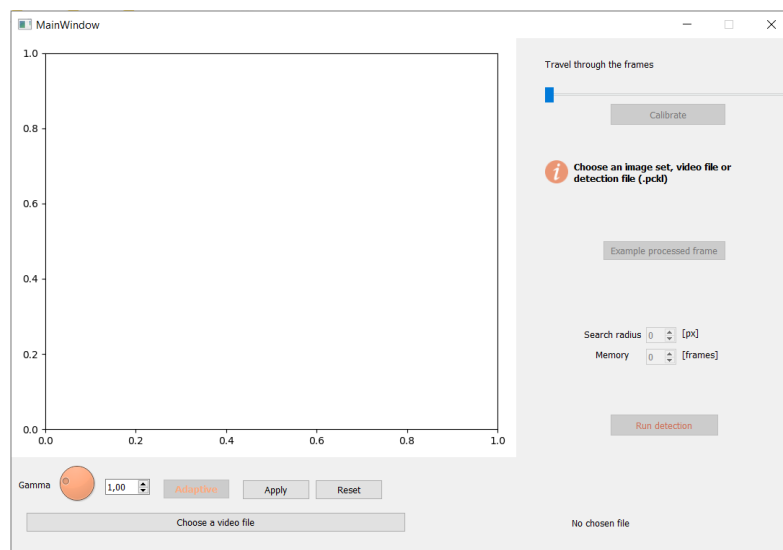 MainWindow
Travel through the frames
Calibrate
Choose an image set, video file or
detection file (.pckl)
Example processed frame
Search radius 0 [px]
Memory 0 [frames]
Run detection
1.0
0.8
0.6
0.4
0.2
0.0
0.0 0.2 0.4 0.6 0.8 1.0
Gamma 1,00 Adaptive Apply Reset
Choose a video file
No chosen file